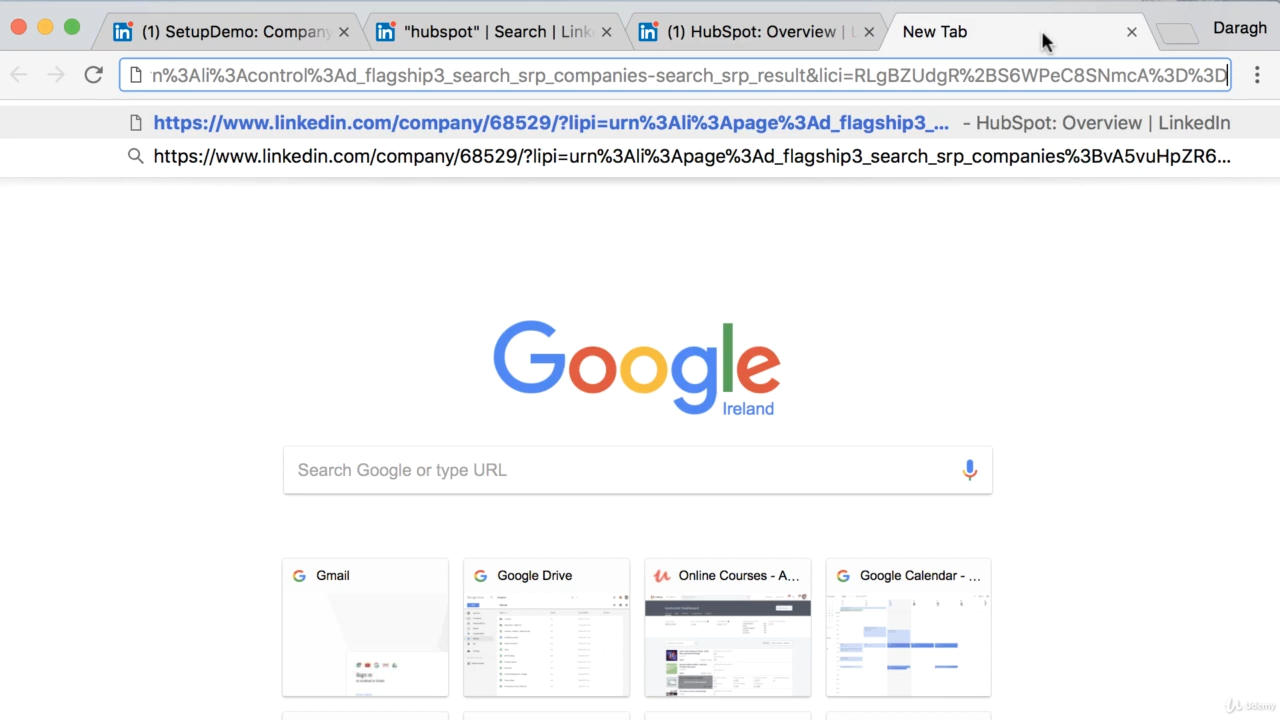 (1) SetupDemo: Company
"hubspot" | Search | Link
(1) HubSpot: Overview | L
New Tab
Daragh
n%3Ali%3Acontrol%3Ad_flagship3_search_srp_companies-search_srp_result&lici=RLgBZUdgR%2BS6WPeC8SNmcA%3D%3D
https://www.linkedin.com/company/68529/?lipi=urn%3Ali%3Apage%3Ad_flagship3_... - HubSpot: Overview | LinkedIn
https://www.linkedin.com/company/68529/?lipi=urn%3Ali%3Apage%3Ad_flagship3_search_srp_companies%3BvA5vuHpZR6...
Google
Ireland
Search Google or type URL
Gmail
Google Drive
Online Courses - A...
Google Calendar - ...
Sign in
Udemy